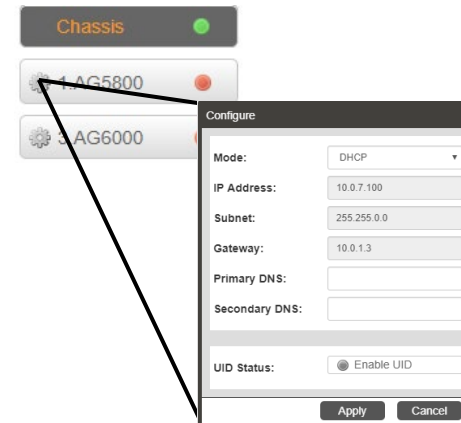 Chassis
1.AG5800
3.AG6000
Configure
Mode: DHCP
IP Address: 10.0.7.100
Subnet: 255.255.0.0
Gateway: 10.0.1.3
Primary DNS:
Secondary DNS:
UID Status: Enable UID
Apply Cancel